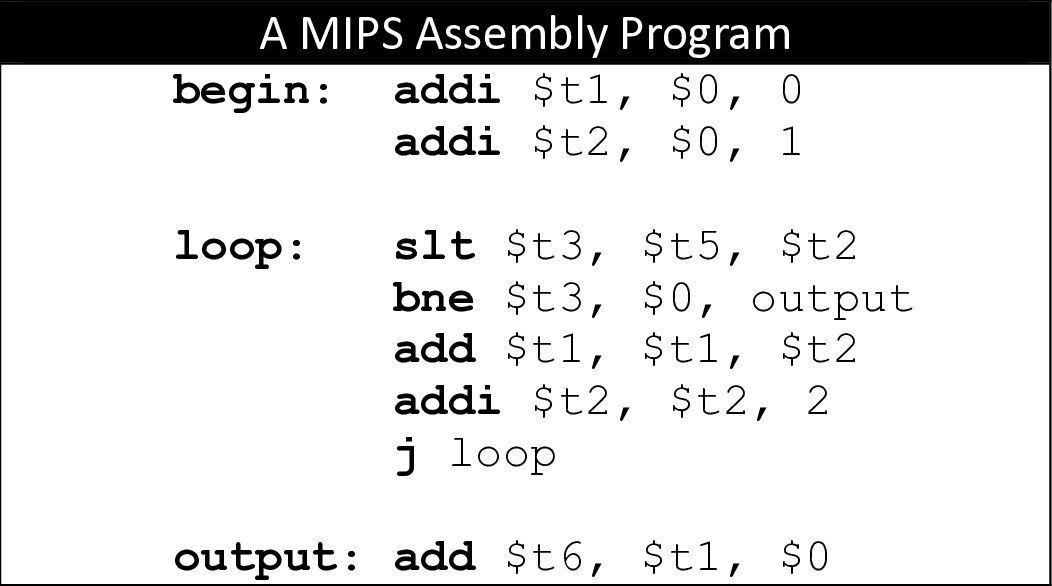 A MIPS Assembly Program
begin: addi $t1, $0, 0
addi $t2, $0, 1
loop: slt $t3, $t5, $t2
bne $t3, $0, output
add $t1, $t1, $t2
addi $t2, $t2, 2
j loop
output: add $t6, $t1, $0